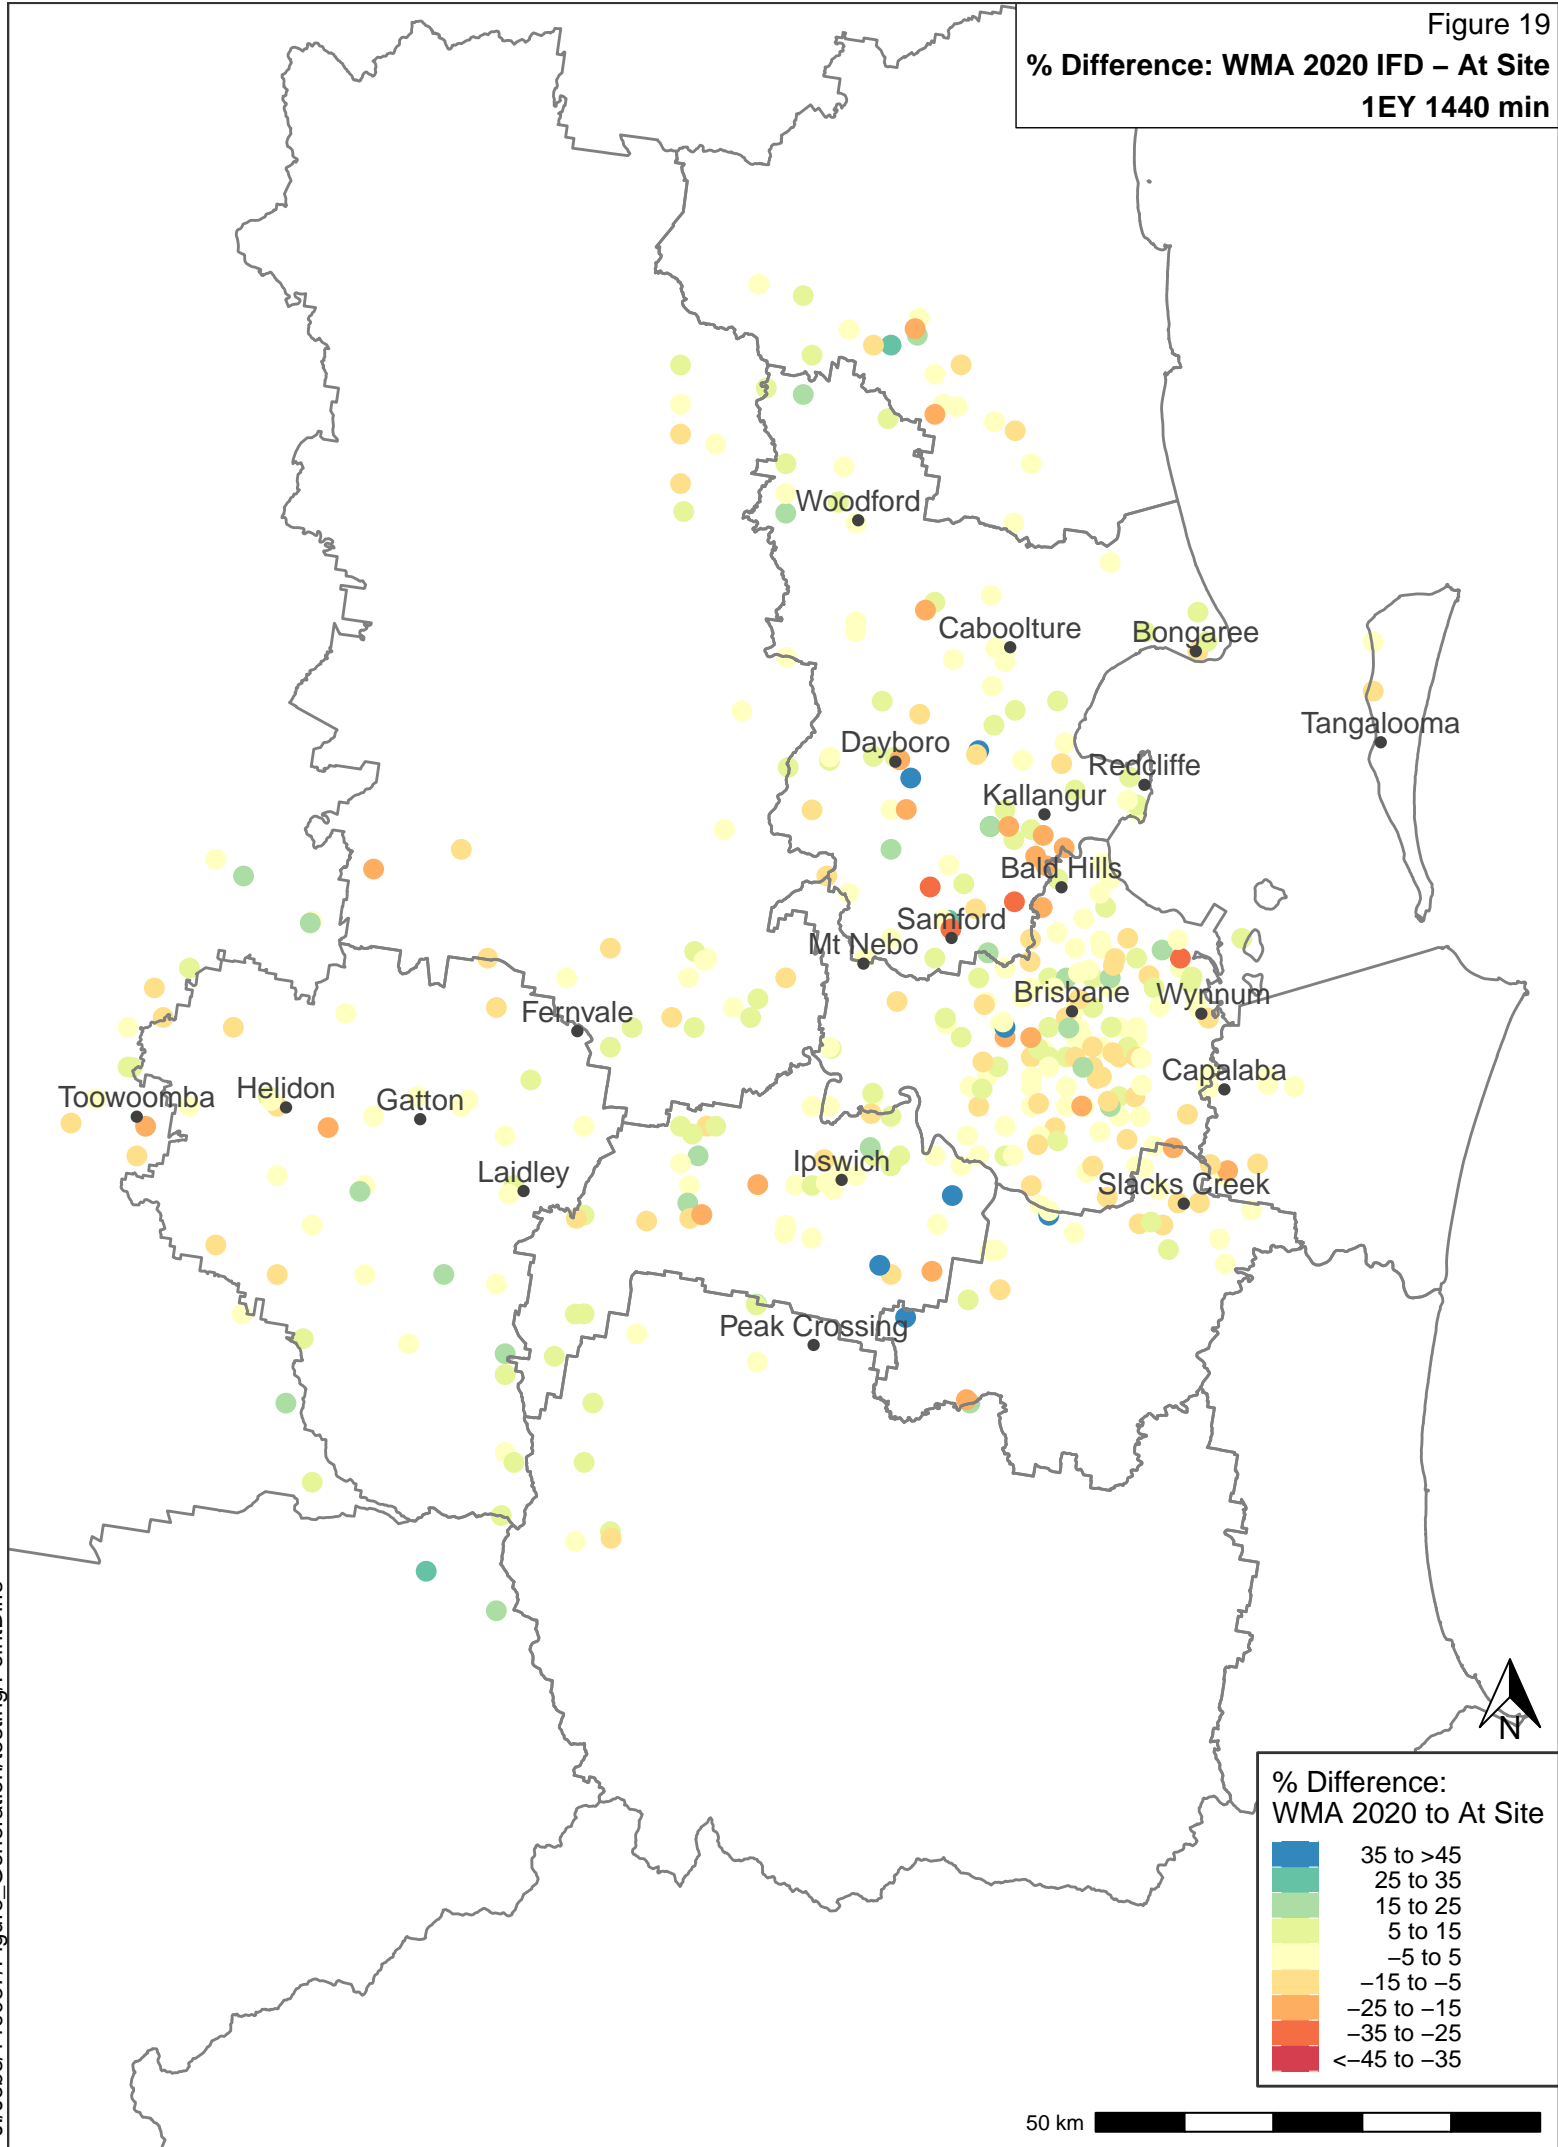 Figure 19
% Difference: WMA 2020 IFD – At Site
1EY 1440 min
Woodford
Caboolture
Bongaree
Tangalooma
Dayboro
Redcliffe
Kallangur
Bald Hills
Samford
Mt Nebo
Brisbane
Wynnum
Fernvale
Capalaba
Toowoomba
Helidon
Gatton
Ipswich
Laidley
Slacks Creek
Peak Crossing
N
% Difference:
WMA 2020 to At Site
35 to >45
25 to 35
15 to 25
5 to 15
–5 to 5
–15 to –5
–25 to –15
–35 to –25
<–45 to –35
50 km